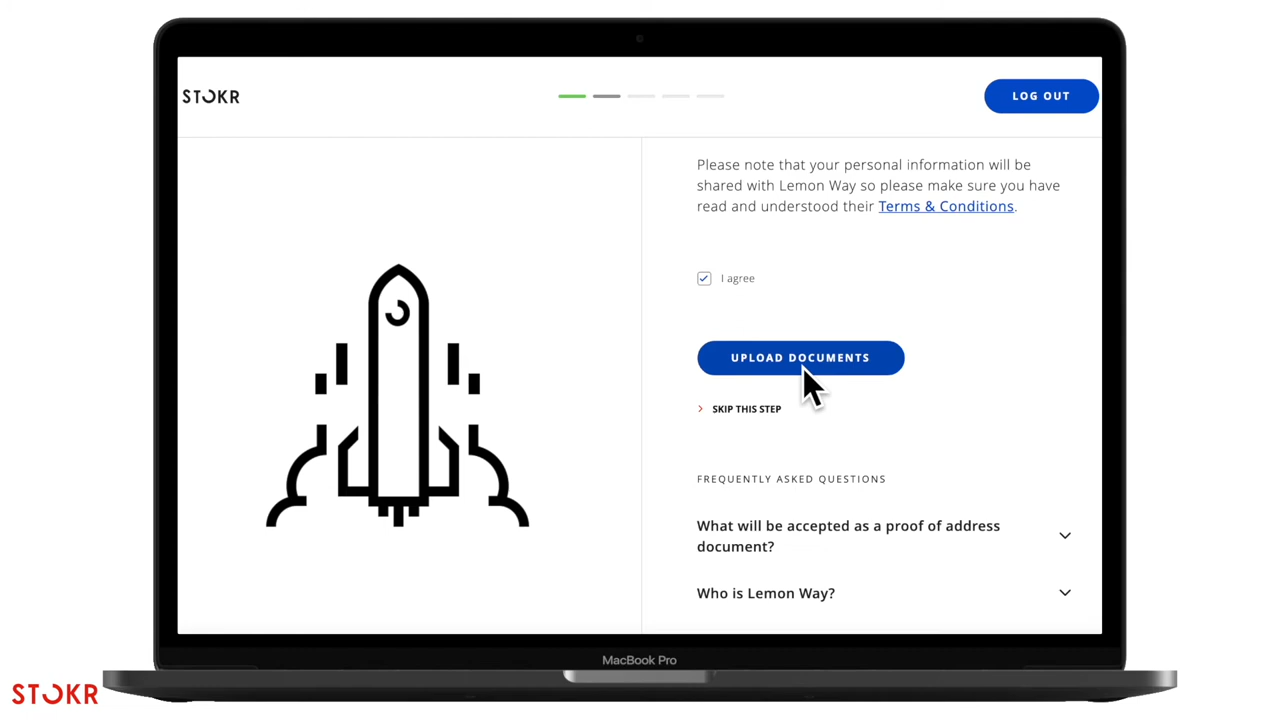 STOKR
LOG OUT
Please note that your personal information will be
shared with Lemon Way so please make sure you have
read and understood their Terms & Conditions.
I agree
UPLOAD DOCUMENTS
SKIP THIS STEP
FREQUENTLY ASKED QUESTIONS
What will be accepted as a proof of address
document?
Who is Lemon Way?
MacBook Pro
STOKR